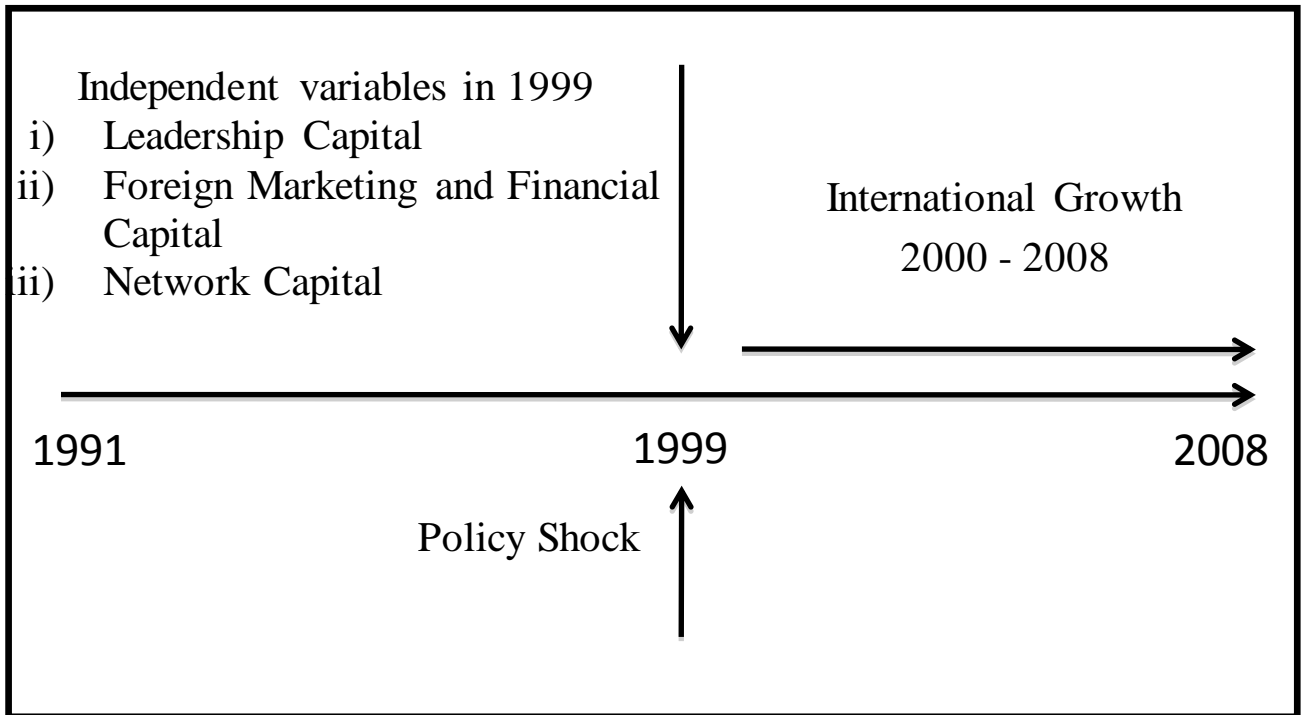 Independent variables in 1999
i) Leadership Capital
ii) Foreign Marketing and Financial
Capital
iii) Network Capital
International Growth
2000 - 2008
1991
1999
2008
Policy Shock